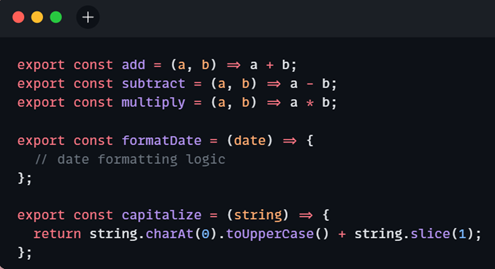 export const add = (a, b) => a + b;
export const subtract = (a, b) => a - b;
export const multiply = (a, b) => a * b;

export const formatDate = (date) => {
  // date formatting logic
};

export const capitalize = (string) => {
  return string.charAt(0).toUpperCase() + string.slice(1);
};